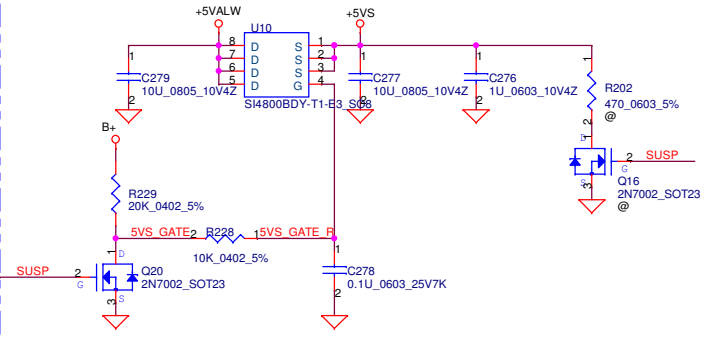 +5VALW
+5VS
U10
8 D S 1
7 D S 2
6 D S 3
5 D G 4
SI4800BDY-T1-E3_SO8
1
C279
10U_0805_10V4Z
2
1
C277
10U_0805_10V4Z
2
1
C276
1U_0603_10V4Z
2
1
R202
470_0603_5%
@
2
B+
R229
20K_0402_5%
5VS_GATE 2 R228 1 5VS_GATE_R
10K_0402_5%
1
D
SUSP 2
G
Q20
2N7002_SOT23
S
3
1
C278
0.1U_0603_25V7K
2
1
D
2 SUSP
G
Q16
2N7002_SOT23
@
S
3